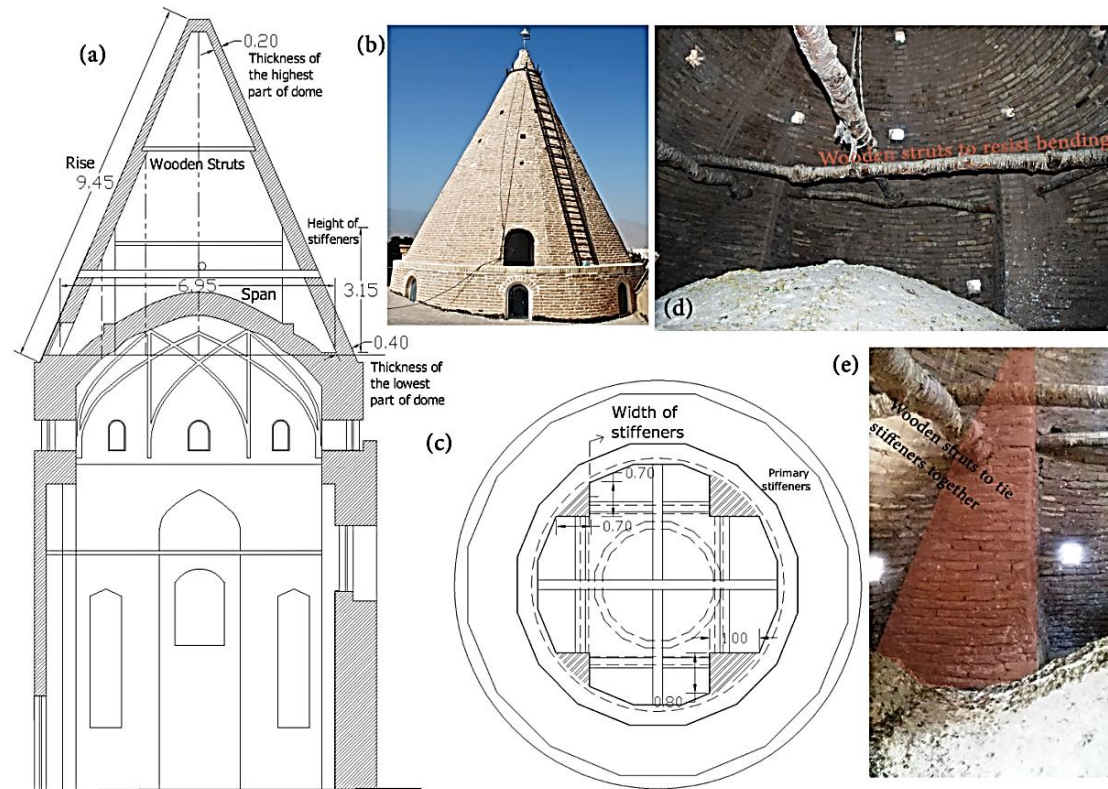 (a)
0.20
Thickness of
the highest
part of dome
Rise
9.45
Wooden Struts
Height of
stiffeners
6.95
Span
3.15
0.40
Thickness of
the lowest
part of dome
(b)
(c)
Width of
stiffeners
0.70
Primary
stiffeners
0.70
1.00
0.80
Wooden struts to resist bending
(d)
(e)
Wooden struts to tie
stiffeners together